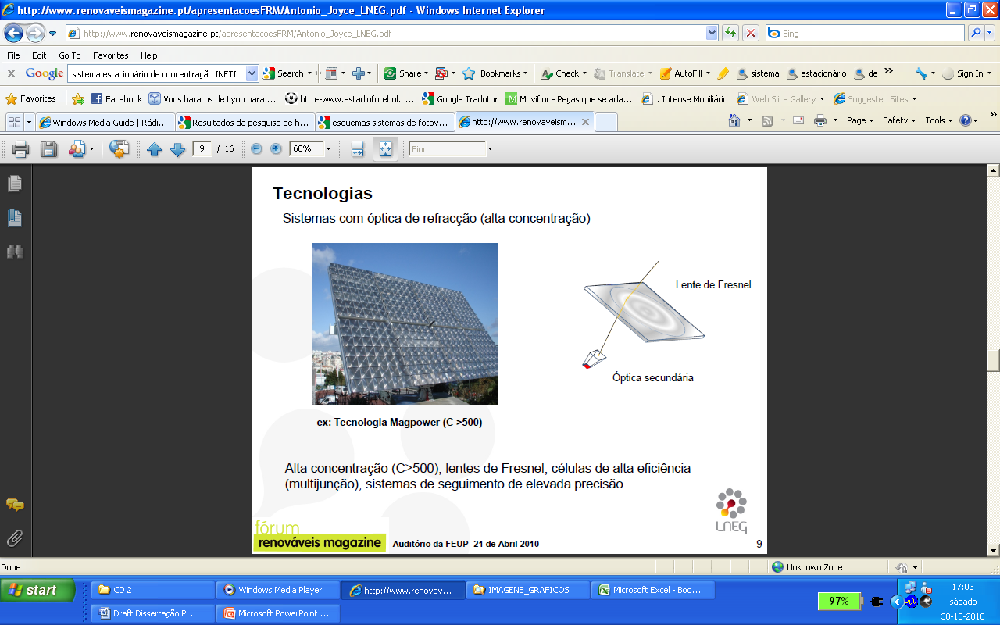 http://www.renovaveismagazine.pt/apresentacoesFRM/Antonio_Joyce_LNEG.pdf - Windows Internet Explorer
http://www.renovaveismagazine.pt/apresentacoesFRM/Antonio_Joyce_LNEG.pdf
Bing
File Edit Go To Favorites Help
x Google sistema estacionário de concentração INETI Search Share Bookmarks Check Translate AutoFill sistema estacionário de » Sign In
Favorites Facebook Voos baratos de Lyon para ... http--www.estadiofutebol.c... Google Tradutor Moviflor - Peças que se ada... . Intense Mobiliário Web Slice Gallery Suggested Sites
Windows Media Guide | Rádi... Resultados da pesquisa de h... esquemas sistemas de fotov... http://www.renovaveism... Page Safety Tools »
9 / 16 60% Find
Tecnologias
Sistemas com óptica de refracção (alta concentração)
Lente de Fresnel
Óptica secundária
ex: Tecnologia Magpower (C >500)
Alta concentração (C>500), lentes de Fresnel, células de alta eficiência
(multijunção), sistemas de seguimento de elevada precisão.
LNEG
fórum
renováveis magazine
Auditório da FEUP- 21 de Abril 2010
9
Done Unknown Zone
start CD 2 Windows Media Player http://www.renovav... IMAGENS_GRAFICOS Microsoft Excel - Boo...
Draft Dissertação PL... Microsoft PowerPoint ...
97%
17:03
sábado
30-10-2010